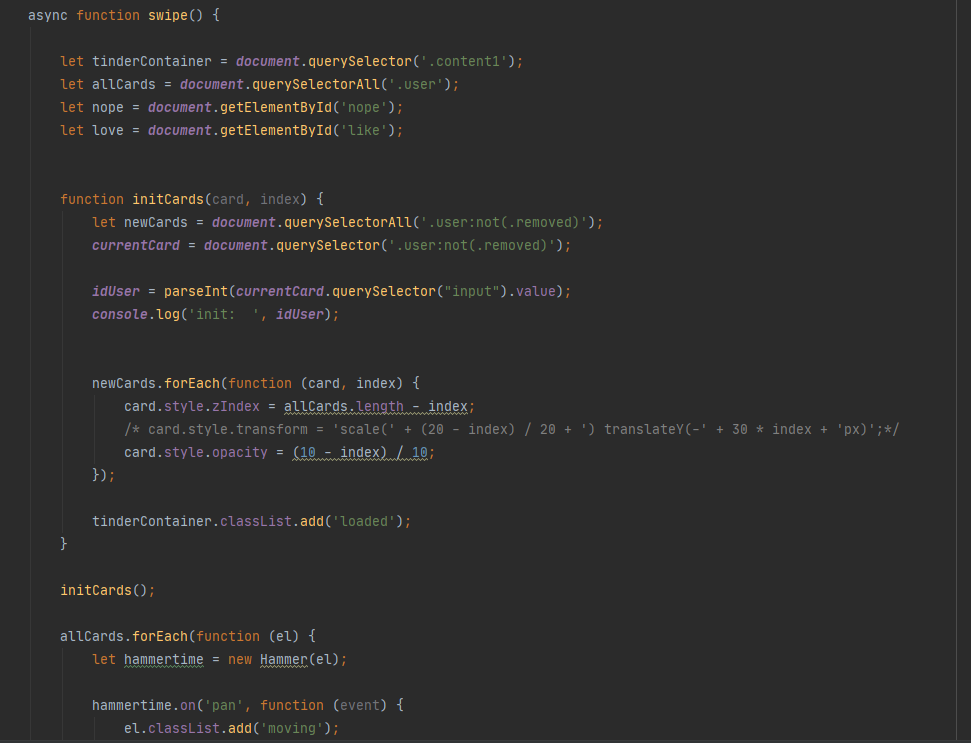 async function swipe() {
let tinderContainer = document.querySelector('.content1');
let allCards = document.querySelectorAll('.user');
let nope = document.getElementById('nope');
let love = document.getElementById('like');
function initCards(card, index) {
let newCards = document.querySelectorAll('.user:not(.removed)');
currentCard = document.querySelector('.user:not(.removed)');
idUser = parseInt(currentCard.querySelector("input").value);
console.log('init:  ', idUser);
newCards.forEach(function (card, index) {
card.style.zIndex = allCards.length - index;
/* card.style.transform = 'scale(' + (20 - index) / 20 + ') translateY(-' + 30 * index + 'px)';*/
card.style.opacity = (10 - index) / 10;
});
tinderContainer.classList.add('loaded');
}
initCards();
allCards.forEach(function (el) {
let hammertime = new Hammer(el);
hammertime.on('pan', function (event) {
el.classList.add('moving');